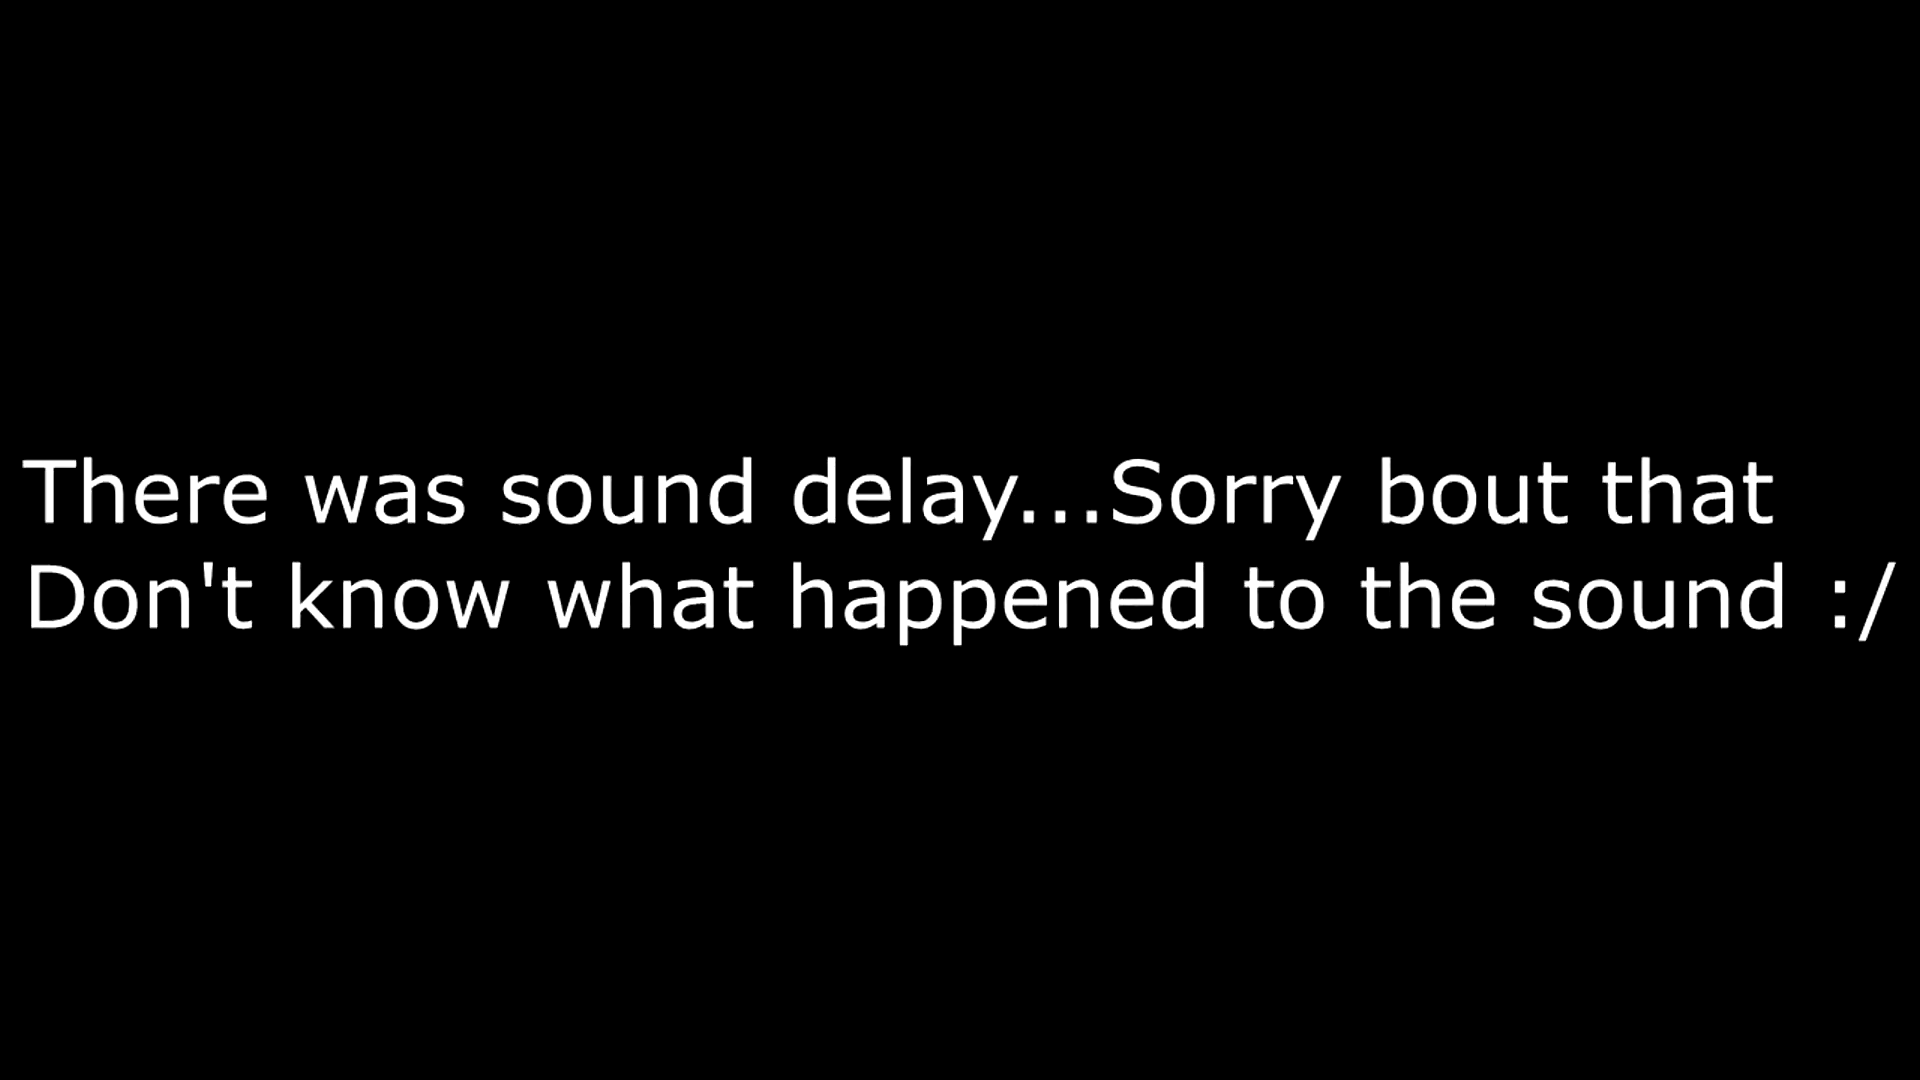 There was sound delay...Sorry bout that
Don't know what happened to the sound :/